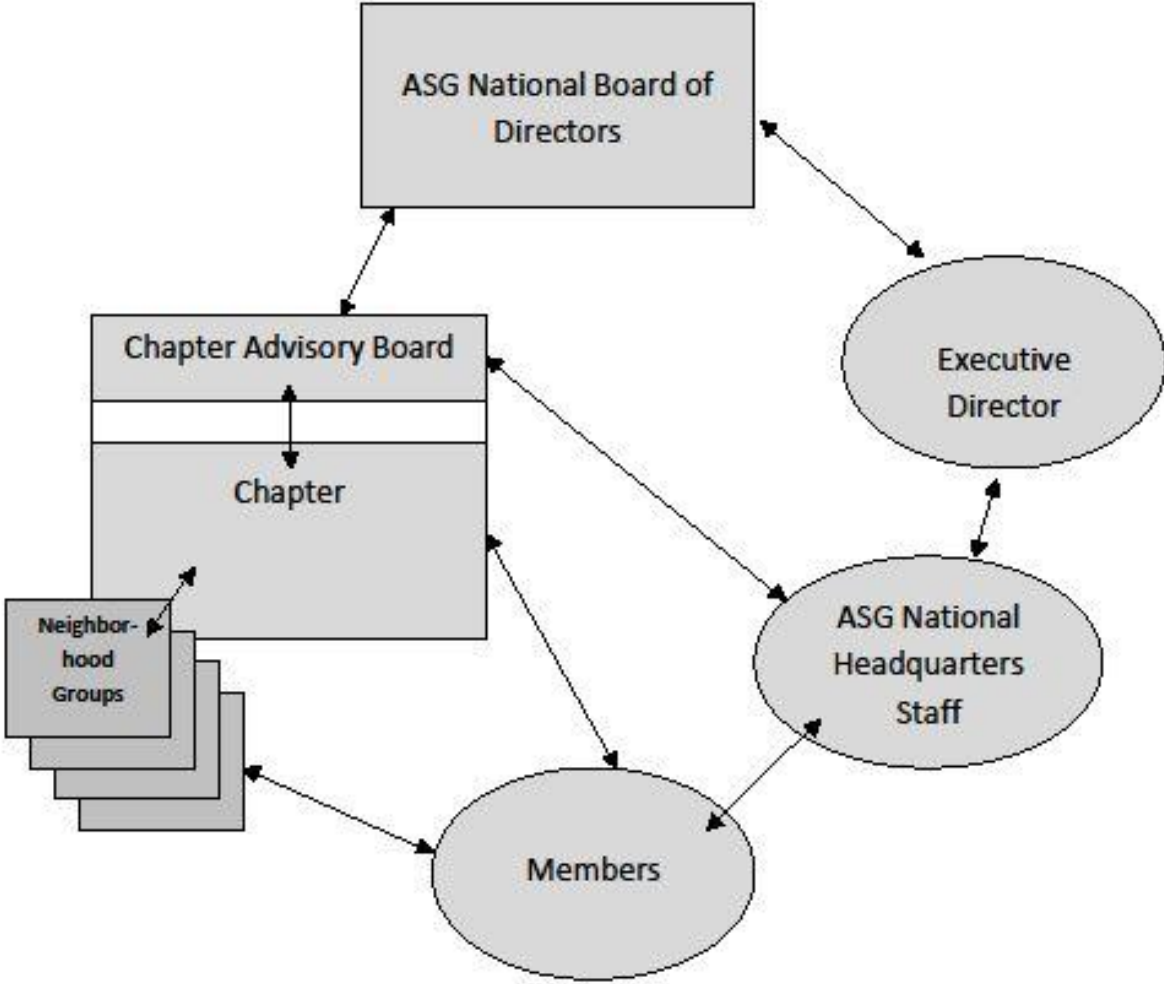 ASG National Board of
Directors
Chapter Advisory Board
Executive
Director
Chapter
Neighbor-
hood
Groups
ASG National
Headquarters
Staff
Members